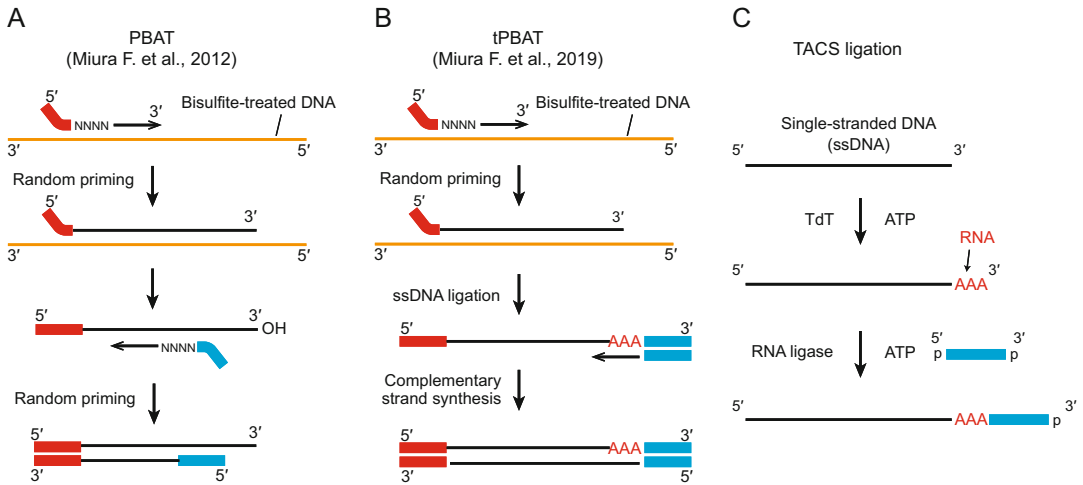 A
PBAT
(Miura F. et al., 2012)
5′
NNNN
3′
Bisulfite-treated DNA
3′
5′
Random priming
5′
3′
3′
5′
5′
3′
OH
NNNN
Random priming
5′
3′
3′
5′
B
tPBAT
(Miura F. et al., 2019)
5′
NNNN
3′
Bisulfite-treated DNA
3′
5′
Random priming
5′
3′
3′
5′
ssDNA ligation
5′
3′
AAA
Complementary
strand synthesis
5′
3′
AAA
3′
5′
C
TACS ligation
Single-stranded DNA
(ssDNA)
5′
3′
TdT
ATP
RNA
5′
3′
AAA
RNA ligase
ATP
5′
3′
p
p
5′
3′
AAA
p